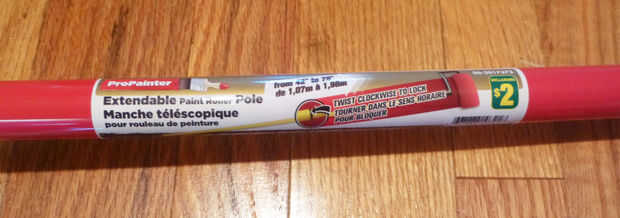 ProPainter
Extendable Paint Roller Pole
Manche téléscopique
pour rouleau de peinture
from 42" to 78"
de 1,07m à 1,98m
TWIST CLOCKWISE TO LOCK
TOURNER DANS LE SENS HORAIRE
POUR BLOQUER
DOLLARAMA
$2